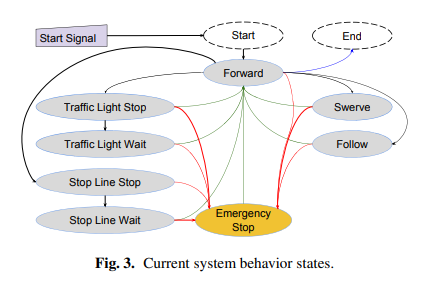 Start Signal
Start
End
Forward
Traffic Light Stop
Swerve
Traffic Light Wait
Follow
Stop Line Stop
Stop Line Wait
Emergency
Stop
Fig. 3. Current system behavior states.